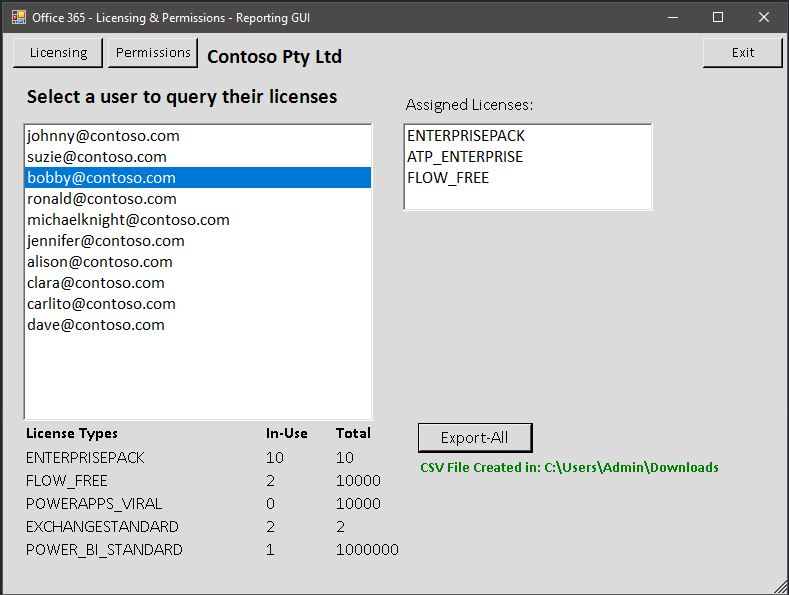 Office 365 - Licensing & Permissions - Reporting GUI
Licensing
Permissions
Contoso Pty Ltd
Exit
Select a user to query their licenses
johnny@contoso.com
suzie@contoso.com
bobby@contoso.com
ronald@contoso.com
michaelknight@contoso.com
jennifer@contoso.com
alison@contoso.com
clara@contoso.com
carlito@contoso.com
dave@contoso.com
Assigned Licenses:
ENTERPRISEPACK
ATP_ENTERPRISE
FLOW_FREE
License Types In-Use Total
ENTERPRISEPACK 10 10
FLOW_FREE 2 10000
POWERAPPS_VIRAL 0 10000
EXCHANGESTANDARD 2 2
POWER_BI_STANDARD 1 1000000
Export-All
CSV File Created in: C:\Users\Admin\Downloads